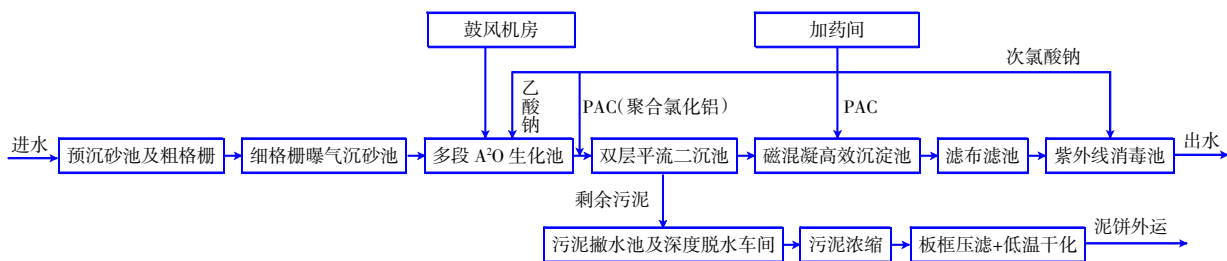 鼓风机房
加药间
次氯酸钠
乙酸钠
PAC(聚合氯化铝)
PAC
进水
预沉砂池及粗格栅
细格栅曝气沉砂池
多段 A²O 生化池
双层平流二沉池
磁混凝高效沉淀池
滤布滤池
紫外线消毒池
出水
剩余污泥
污泥撇水池及深度脱水车间
污泥浓缩
板框压滤+低温干化
泥饼外运